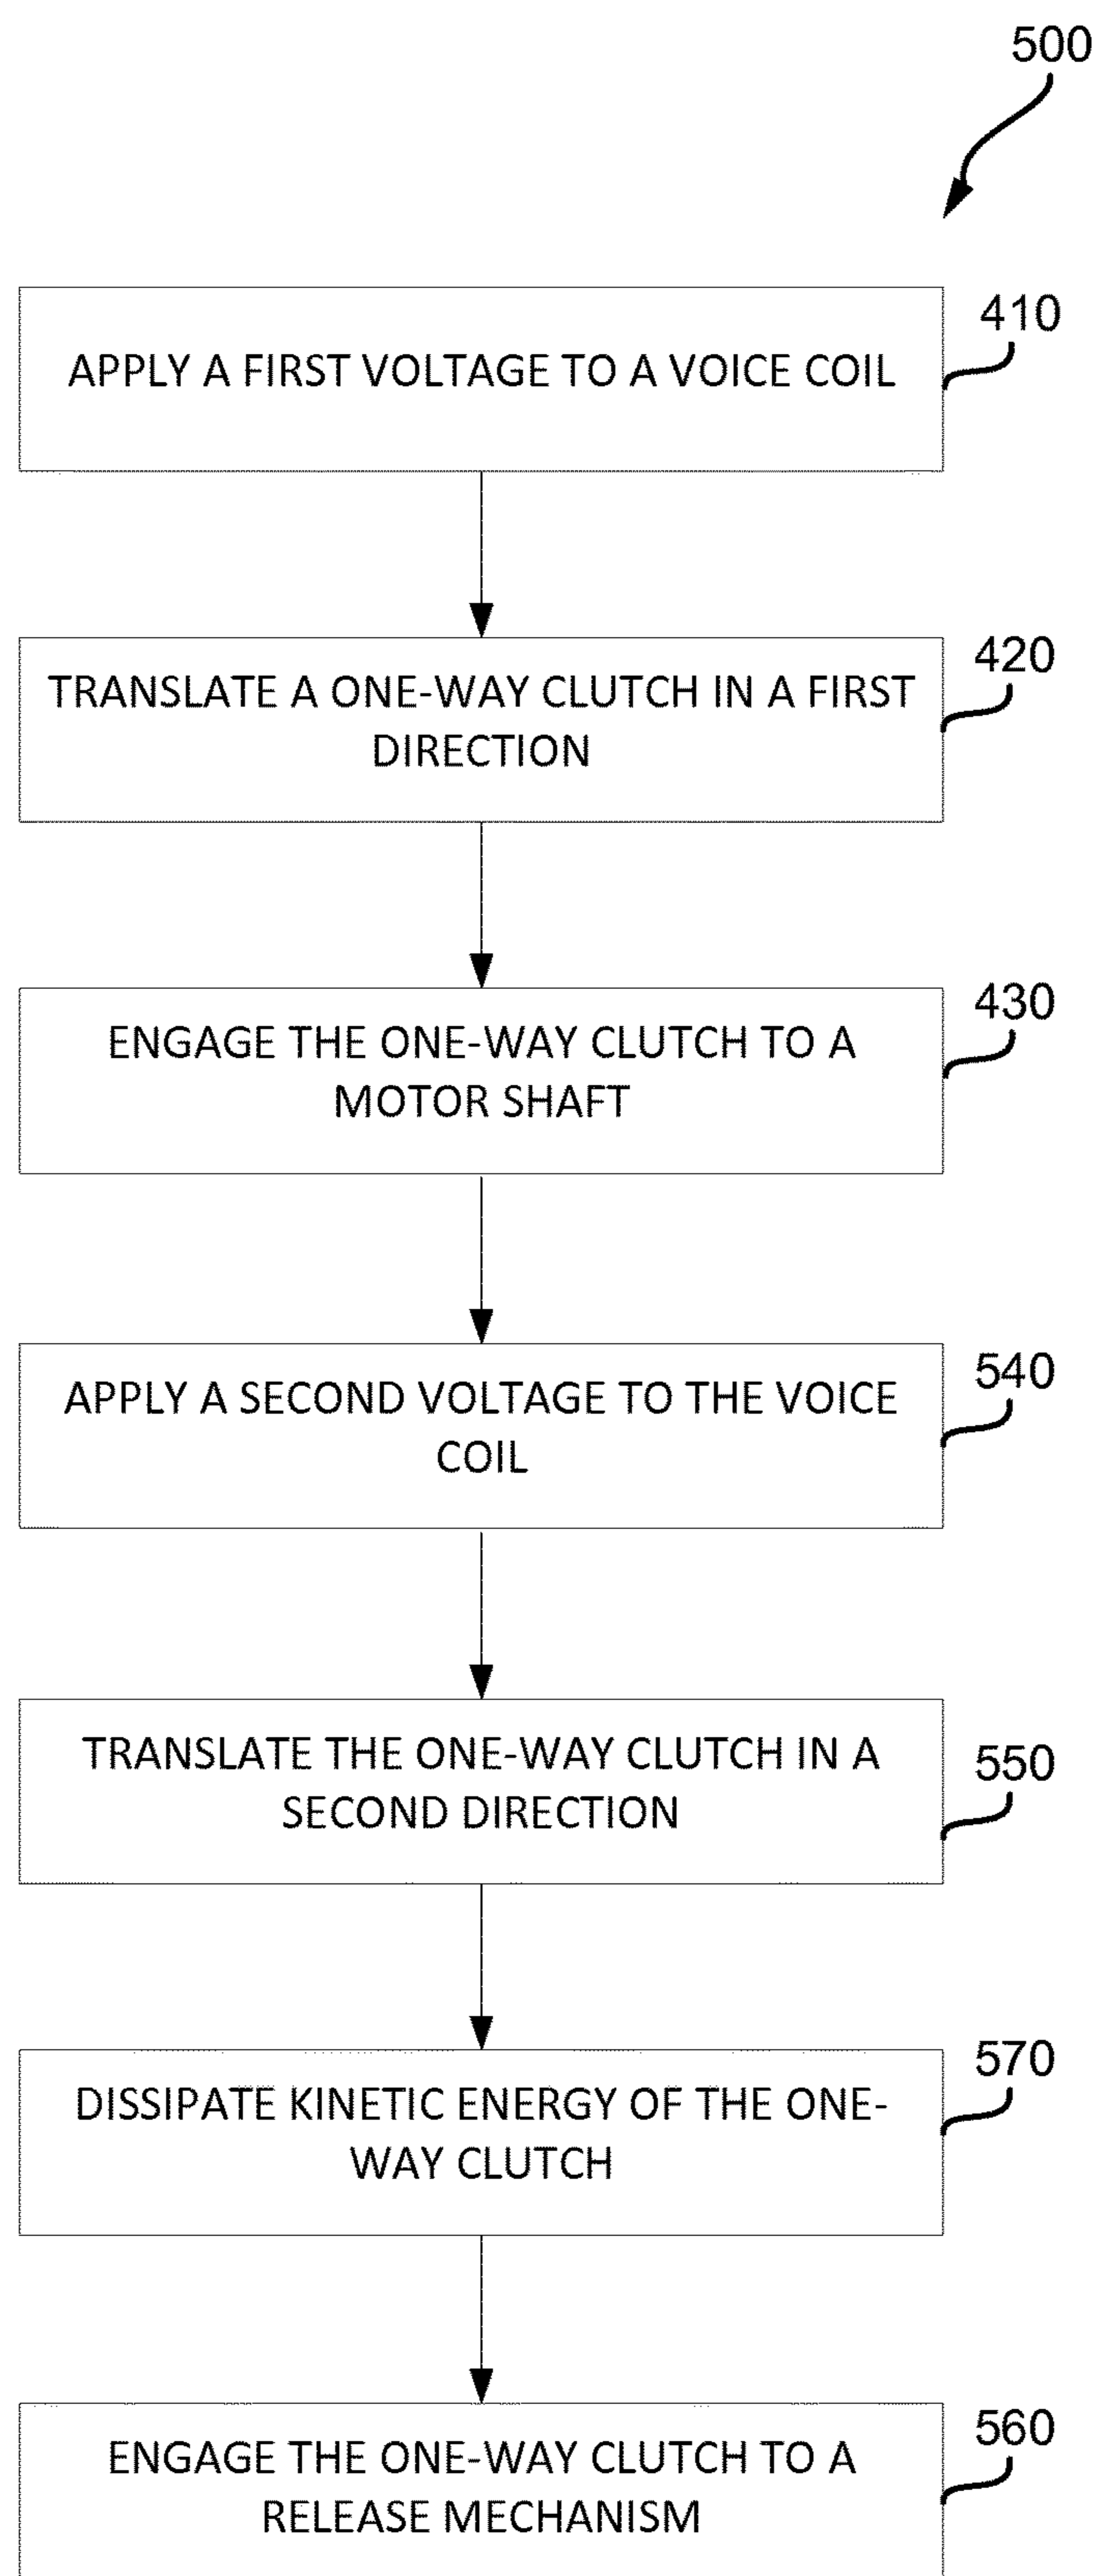 500
APPLY A FIRST VOLTAGE TO A VOICE COIL
410
TRANSLATE A ONE-WAY CLUTCH IN A FIRST
DIRECTION
420
ENGAGE THE ONE-WAY CLUTCH TO A
MOTOR SHAFT
430
APPLY A SECOND VOLTAGE TO THE VOICE
COIL
540
TRANSLATE THE ONE-WAY CLUTCH IN A
SECOND DIRECTION
550
DISSIPATE KINETIC ENERGY OF THE ONE-
WAY CLUTCH
570
ENGAGE THE ONE-WAY CLUTCH TO A
RELEASE MECHANISM
560